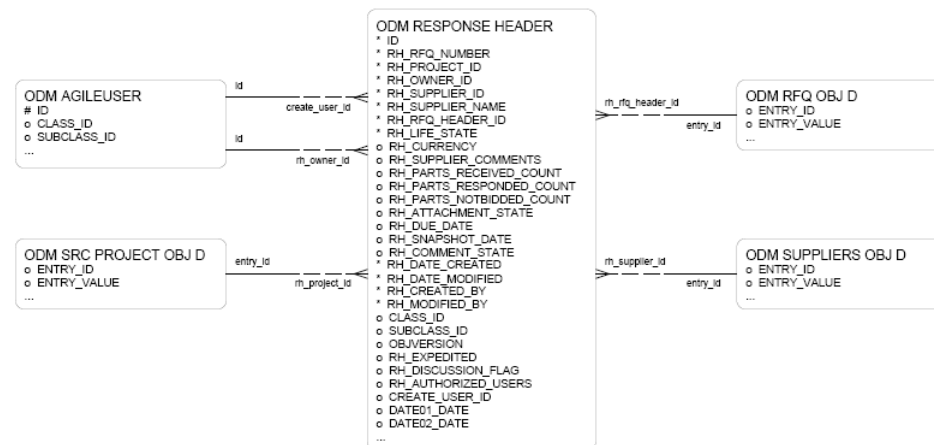 ODM AGILEUSER
# ID
o CLASS_ID
o SUBCLASS_ID
...
ODM SRC PROJECT OBJ D
o ENTRY_ID
o ENTRY_VALUE
...
id
create_user_id
id
rh_owner_id
entry_id
rh_project_id
ODM RESPONSE HEADER
* ID
* RH_RFQ_NUMBER
* RH_PROJECT_ID
* RH_OWNER_ID
* RH_SUPPLIER_ID
* RH_SUPPLIER_NAME
* RH_RFQ_HEADER_ID
* RH_LIFE_STATE
o RH_CURRENCY
o RH_SUPPLIER_COMMENTS
o RH_PARTS_RECEIVED_COUNT
o RH_PARTS_RESPONDED_COUNT
o RH_PARTS_NOTBIDDED_COUNT
o RH_ATTACHMENT_STATE
o RH_DUE_DATE
o RH_SNAPSHOT_DATE
o RH_COMMENT_STATE
* RH_DATE_CREATED
* RH_DATE_MODIFIED
* RH_CREATED_BY
* RH_MODIFIED_BY
o CLASS_ID
o SUBCLASS_ID
o OBJVERSION
o RH_EXPEDITED
o RH_DISCUSSION_FLAG
o RH_AUTHORIZED_USERS
o CREATE_USER_ID
o DATE01_DATE
o DATE02_DATE
...
rh_rfq_header_id
entry_id
rh_supplier_id
entry_id
ODM RFQ OBJ D
o ENTRY_ID
o ENTRY_VALUE
...
ODM SUPPLIERS OBJ D
o ENTRY_ID
o ENTRY_VALUE
...